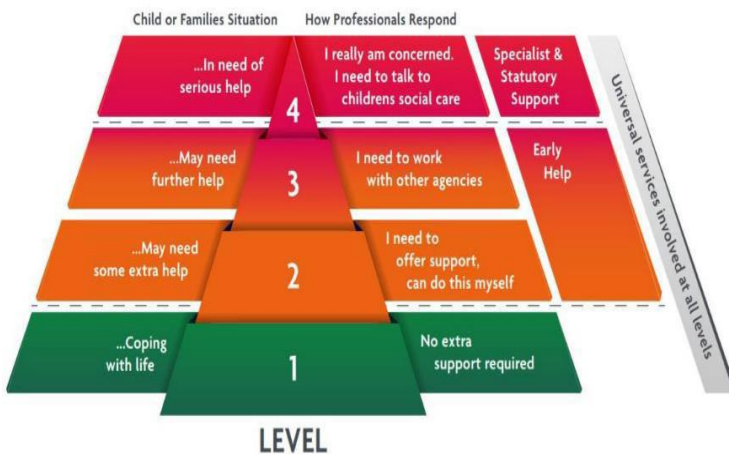 Child or Families Situation
How Professionals Respond
...In need of
serious help
4
I really am concerned.
I need to talk to
childrens social care
Specialist &
Statutory
Support
...May need
further help
3
I need to work
with other agencies
Early
Help
...May need
some extra help
2
I need to
offer support,
can do this myself
...Coping
with life
1
No extra
support required
Universal services involved at all levels
LEVEL